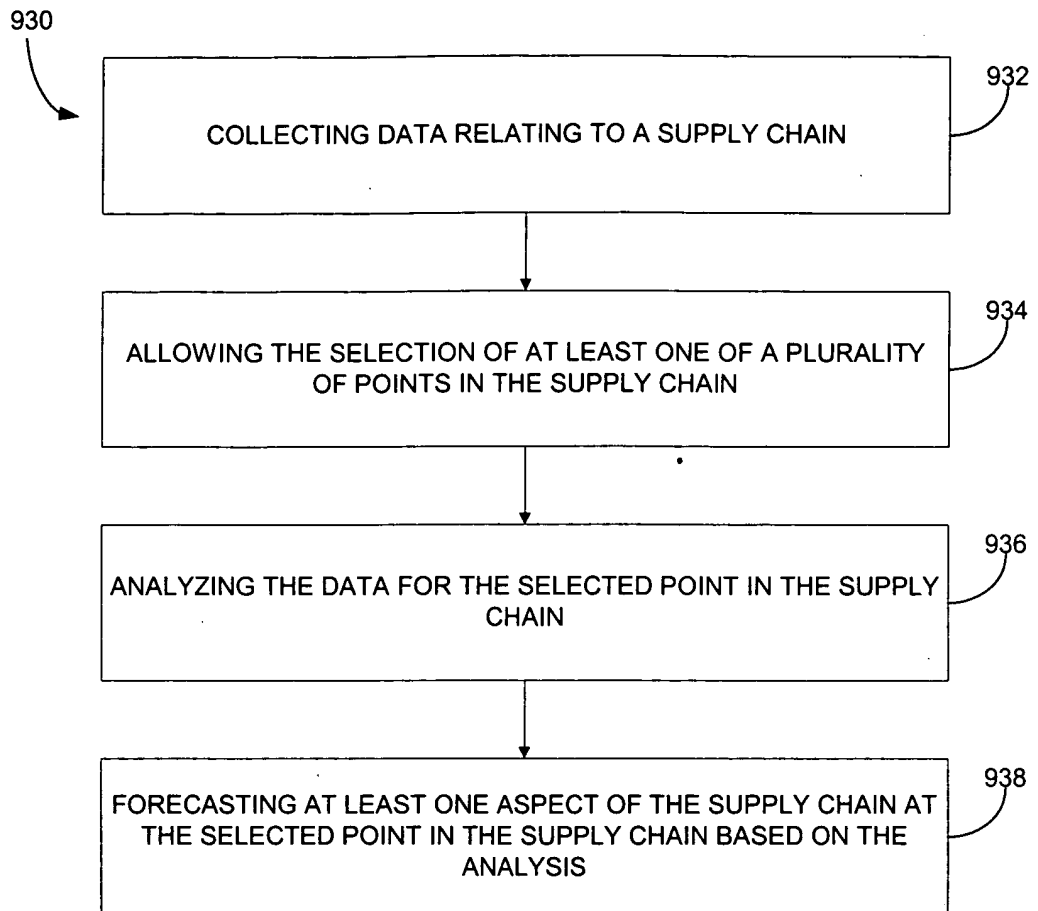 930
932
COLLECTING DATA RELATING TO A SUPPLY CHAIN
934
ALLOWING THE SELECTION OF AT LEAST ONE OF A PLURALITY
OF POINTS IN THE SUPPLY CHAIN
936
ANALYZING THE DATA FOR THE SELECTED POINT IN THE SUPPLY
CHAIN
938
FORECASTING AT LEAST ONE ASPECT OF THE SUPPLY CHAIN AT
THE SELECTED POINT IN THE SUPPLY CHAIN BASED ON THE
ANALYSIS